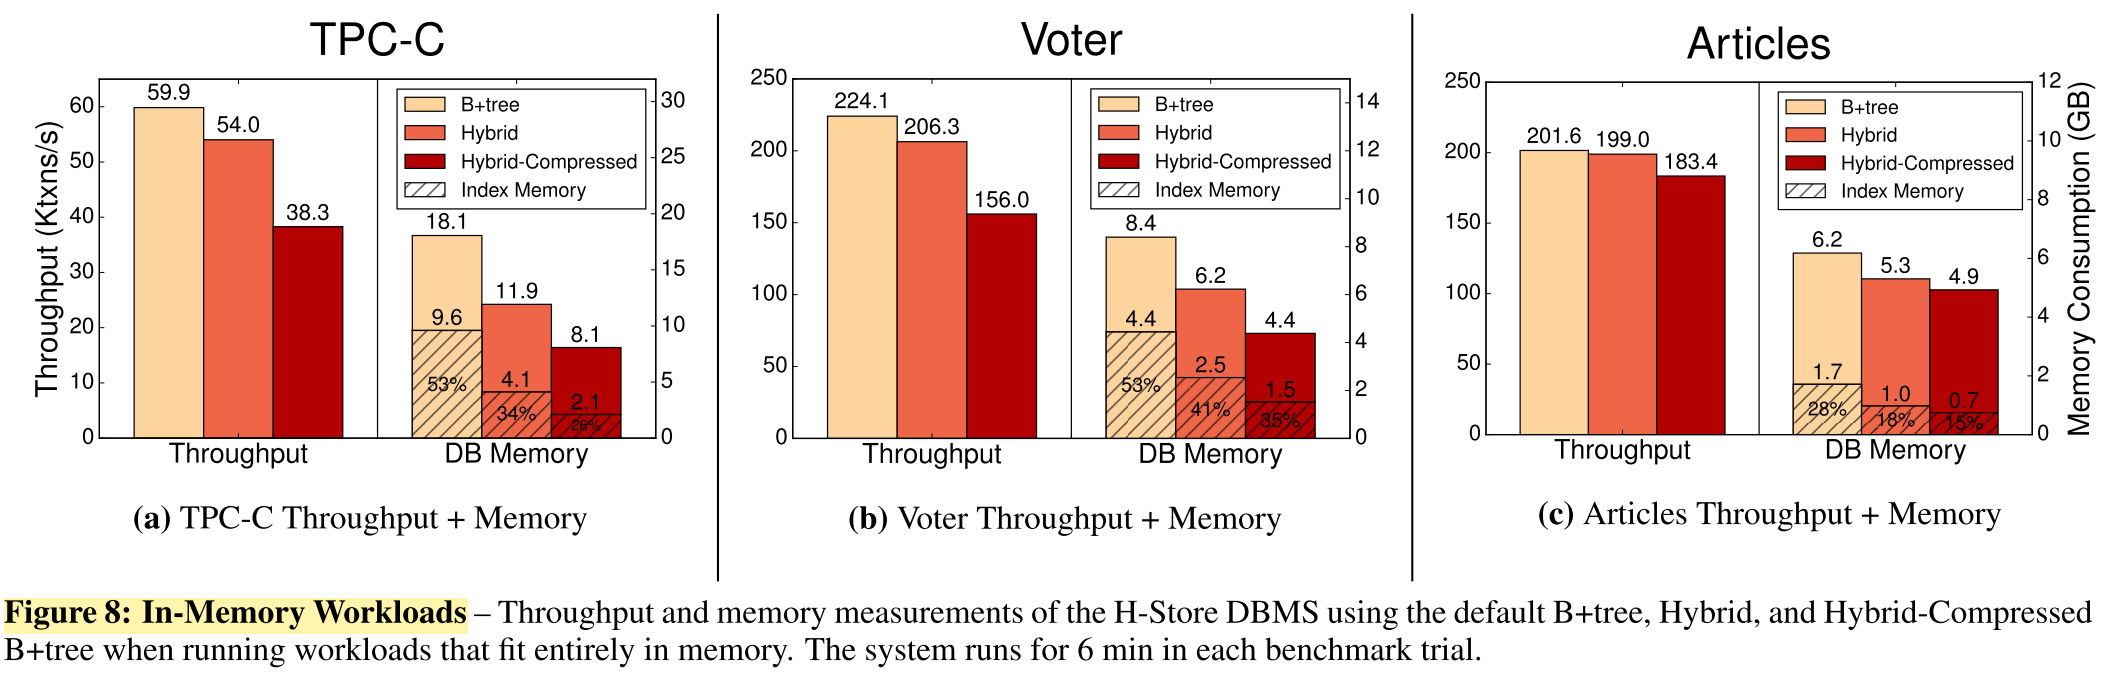 TPC-C
Throughput (Ktxns/s)
60
50
40
30
20
10
0
59.9
54.0
38.3
B+tree
Hybrid
Hybrid-Compressed
Index Memory
18.1
11.9
8.1
9.6
4.1
2.1
53%
34%
26%
30
25
20
15
10
5
0
Throughput
DB Memory
(a) TPC-C Throughput + Memory
Voter
250
200
150
100
50
0
224.1
206.3
156.0
B+tree
Hybrid
Hybrid-Compressed
Index Memory
8.4
6.2
4.4
4.4
2.5
1.5
53%
41%
35%
14
12
10
8
6
4
2
0
Throughput
DB Memory
(b) Voter Throughput + Memory
Articles
250
200
150
100
50
0
201.6
199.0
183.4
B+tree
Hybrid
Hybrid-Compressed
Index Memory
6.2
5.3
4.9
1.7
1.0
0.7
28%
18%
15%
12
10
8
6
4
2
0
Memory Consumption (GB)
Throughput
DB Memory
(c) Articles Throughput + Memory
Figure 8: In-Memory Workloads – Throughput and memory measurements of the H-Store DBMS using the default B+tree, Hybrid, and Hybrid-Compressed
B+tree when running workloads that fit entirely in memory. The system runs for 6 min in each benchmark trial.